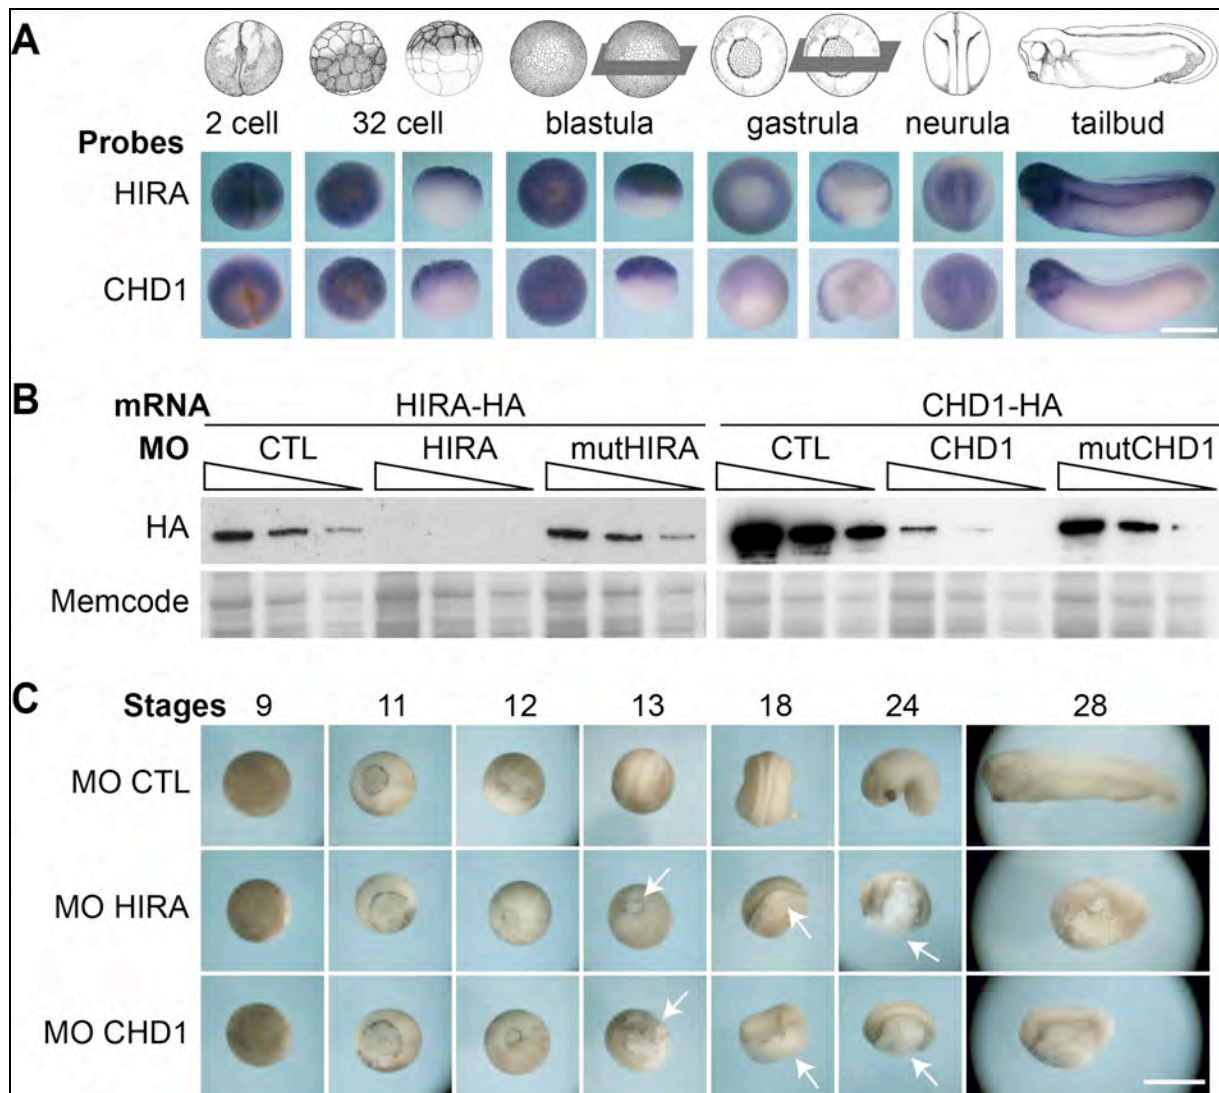 A
2 cell 32 cell blastula gastrula neurula tailbud
Probes
HIRA
CHD1
B
mRNA HIRA-HA CHD1-HA
MO CTL HIRA mutHIRA CTL CHD1 mutCHD1
HA
Memcode
C
Stages 9 11 12 13 18 24 28
MO CTL
MO HIRA
MO CHD1